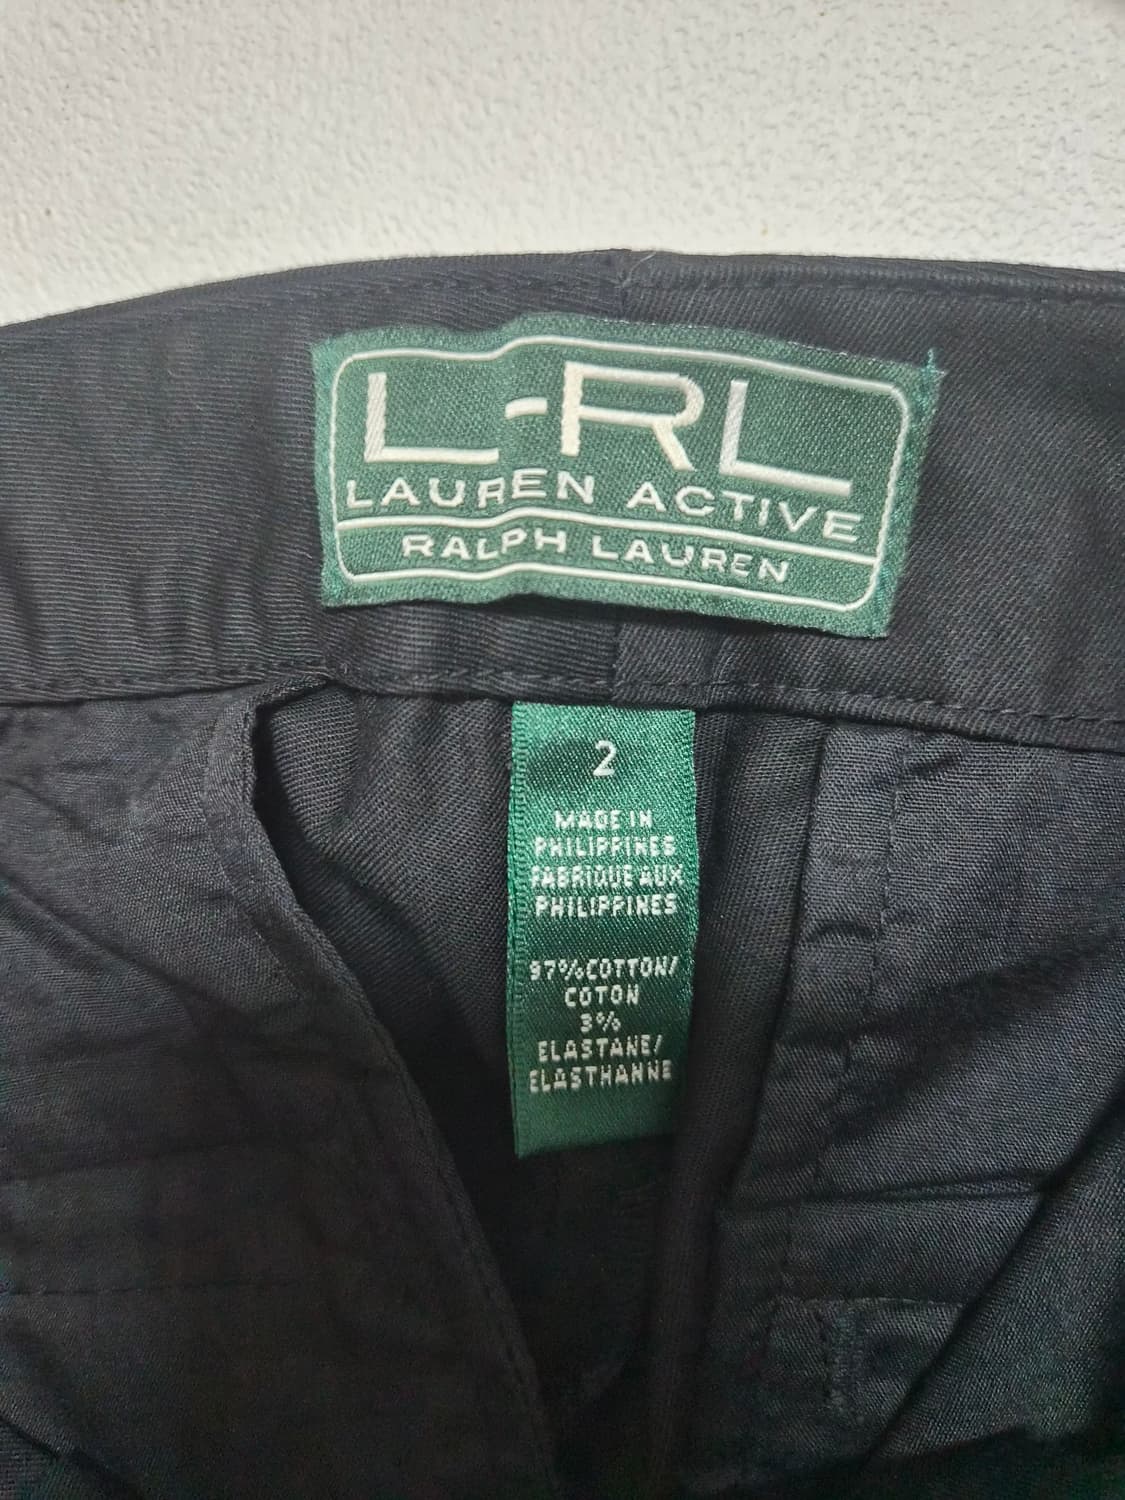 L-RL
LAUREN ACTIVE
RALPH LAUREN
2
MADE IN
PHILIPPINES
FABRIQUE AUX
PHILIPPINES
97%COTTON/
COTON
3%
ELASTANE/
ELASTHANNE